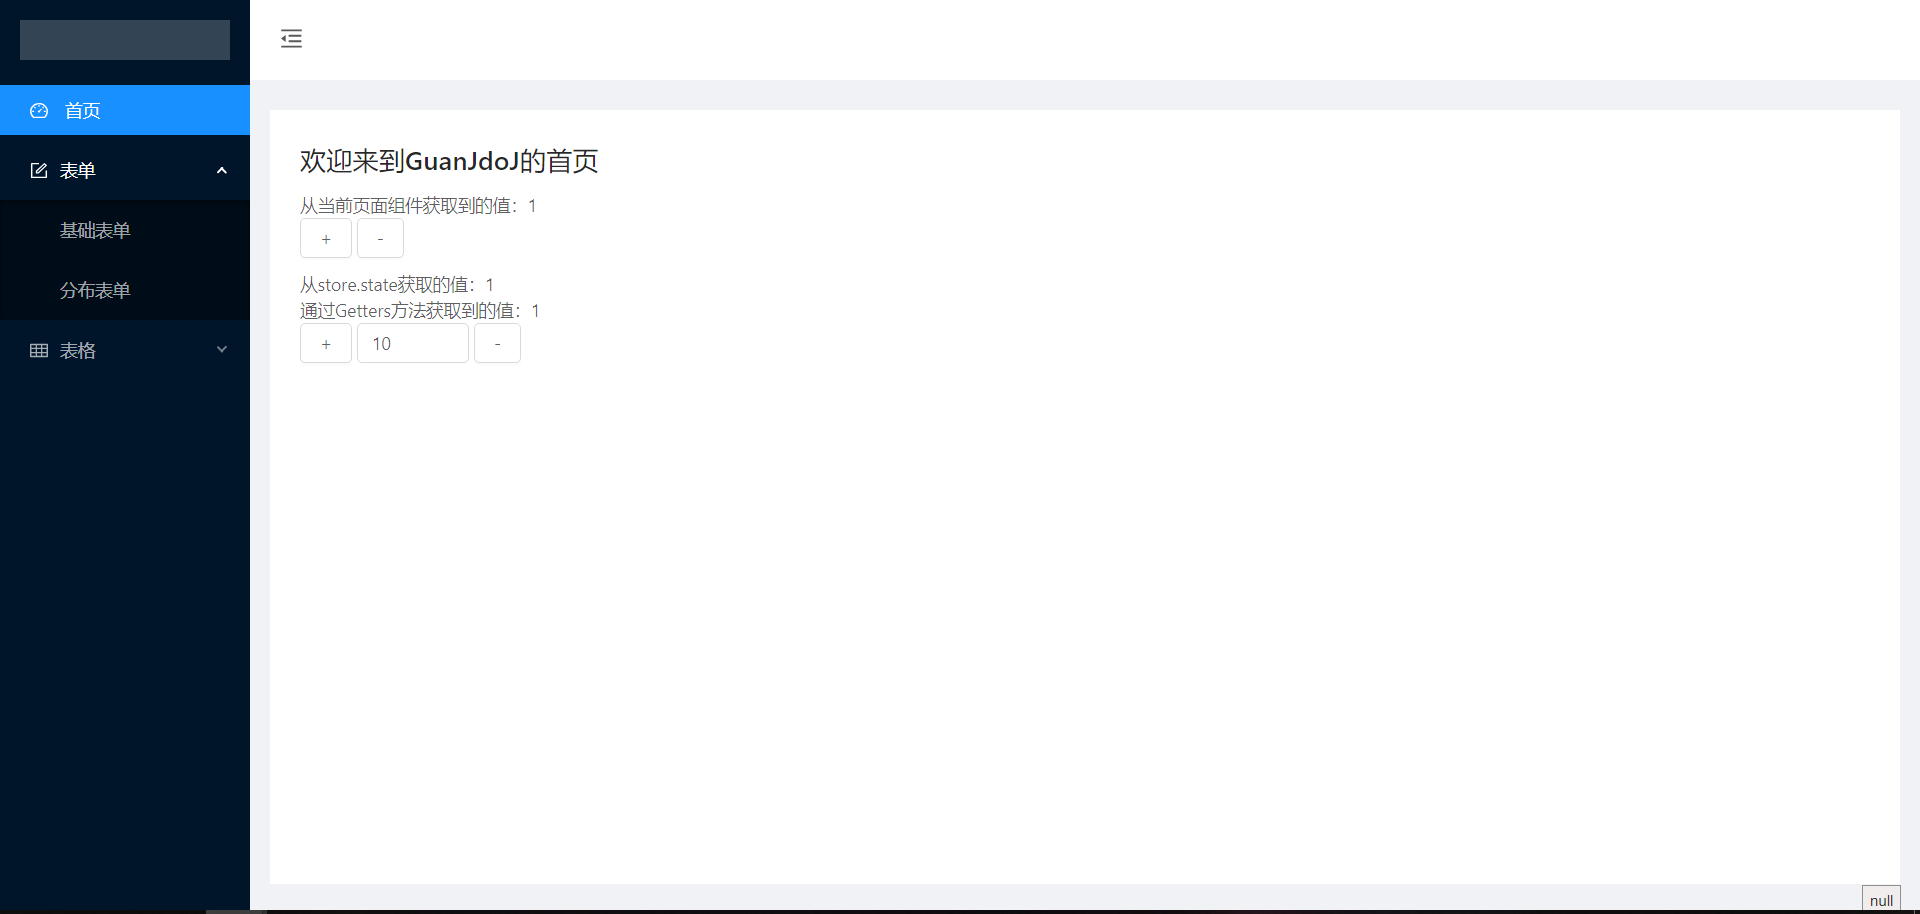 首页
表单
基础表单
分布表单
表格
欢迎来到GuanJdoJ的首页
从当前页面组件获取到的值：1
+ -
从store.state获取的值：1
通过Getters方法获取到的值：1
+ 10 -
null